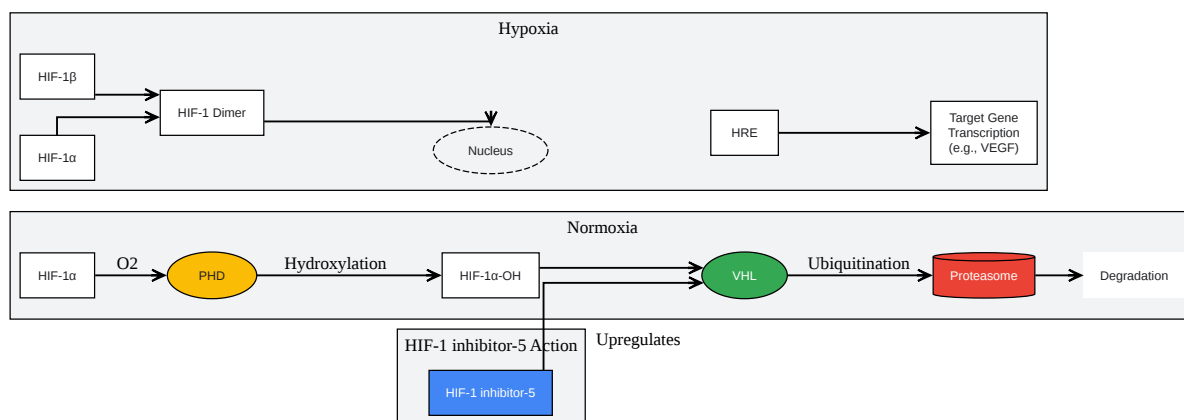 Hypoxia
HIF-1β
HIF-1 Dimer
HIF-1α
Nucleus
HRE
Target Gene
Transcription
(e.g., VEGF)
Normoxia
HIF-1α
O2
PHD
Hydroxylation
HIF-1α-OH
VHL
Ubiquitination
Proteasome
Degradation
HIF-1 inhibitor-5 Action
Upregulates
HIF-1 inhibitor-5